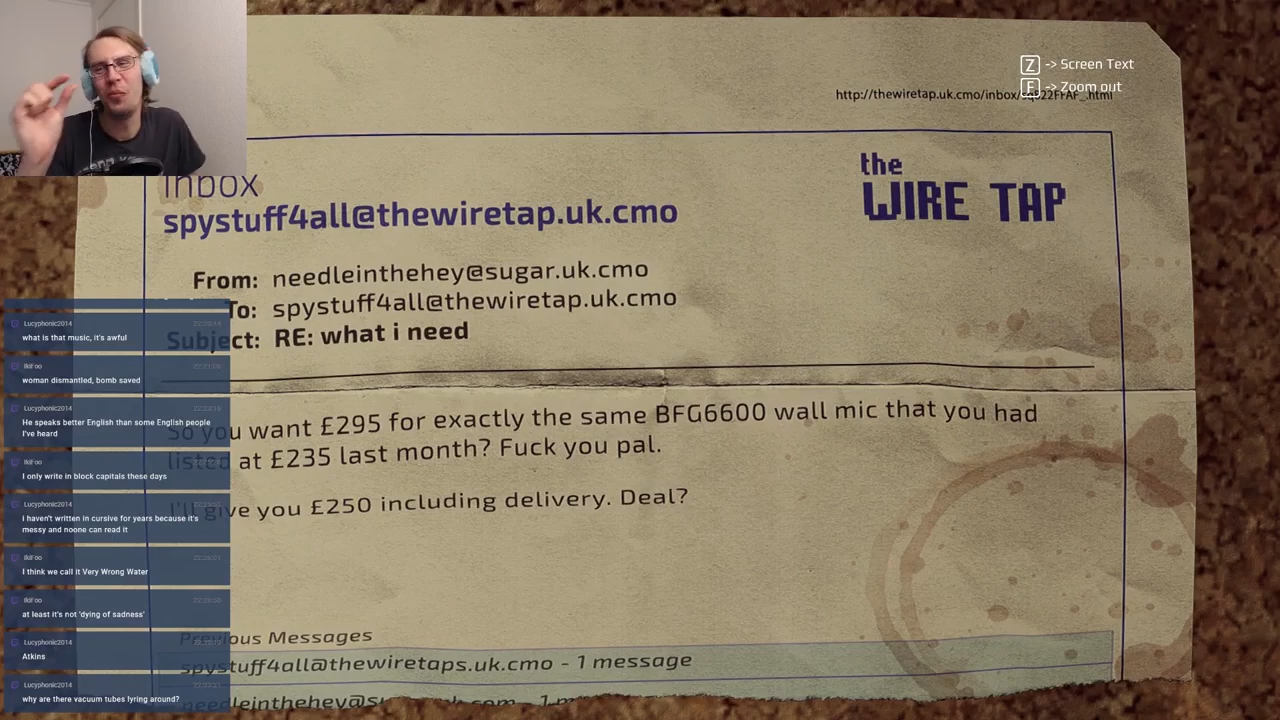 Z -> Screen Text
F -> Zoom out
http://thewiretap.uk.cmo/inbox/
Inbox
spystuff4all@thewiretap.uk.cmo
the
WIRE TAP
From: needleinthehey@sugar.uk.cmo
To: spystuff4all@thewiretap.uk.cmo
Subject: RE: what i need
So you want £295 for exactly the same BFG6600 wall mic that you had
listed at £235 last month? Fuck you pal.
I'll give you £250 including delivery. Deal?
Previous Messages
spystuff4all@thewiretaps.uk.cmo - 1 message
Lucyphonic2014
what is that music, it's awful
woman dismantled, bomb saved
Lucyphonic2014
He speaks better English than some English people
I've heard
I only write in block capitals these days
Lucyphonic2014
I haven't written in cursive for years because it's
messy and noone can read it
I think we call it Very Wrong Water
at least it's not 'dying of sadness'
Lucyphonic2014
Atkins
Lucyphonic2014
why are there vacuum tubes lyring around?